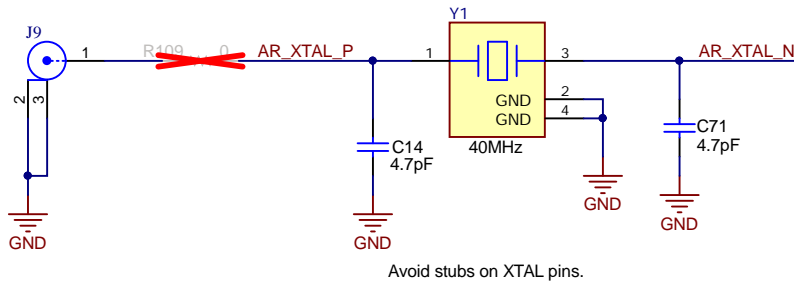 Y1
J9
1
R109 0
AR_XTAL_P
1
3
AR_XTAL_N
2
3
GND
2
GND
4
C14
4.7pF
40MHz
C71
4.7pF
GND
GND
GND
GND
Avoid stubs on XTAL pins.